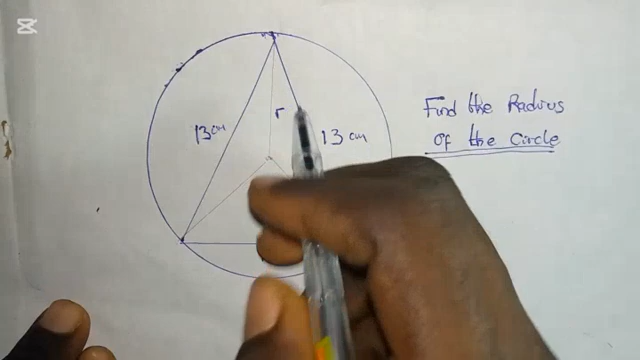 13cm
r
13 cm
Find the Radius
of the Circle